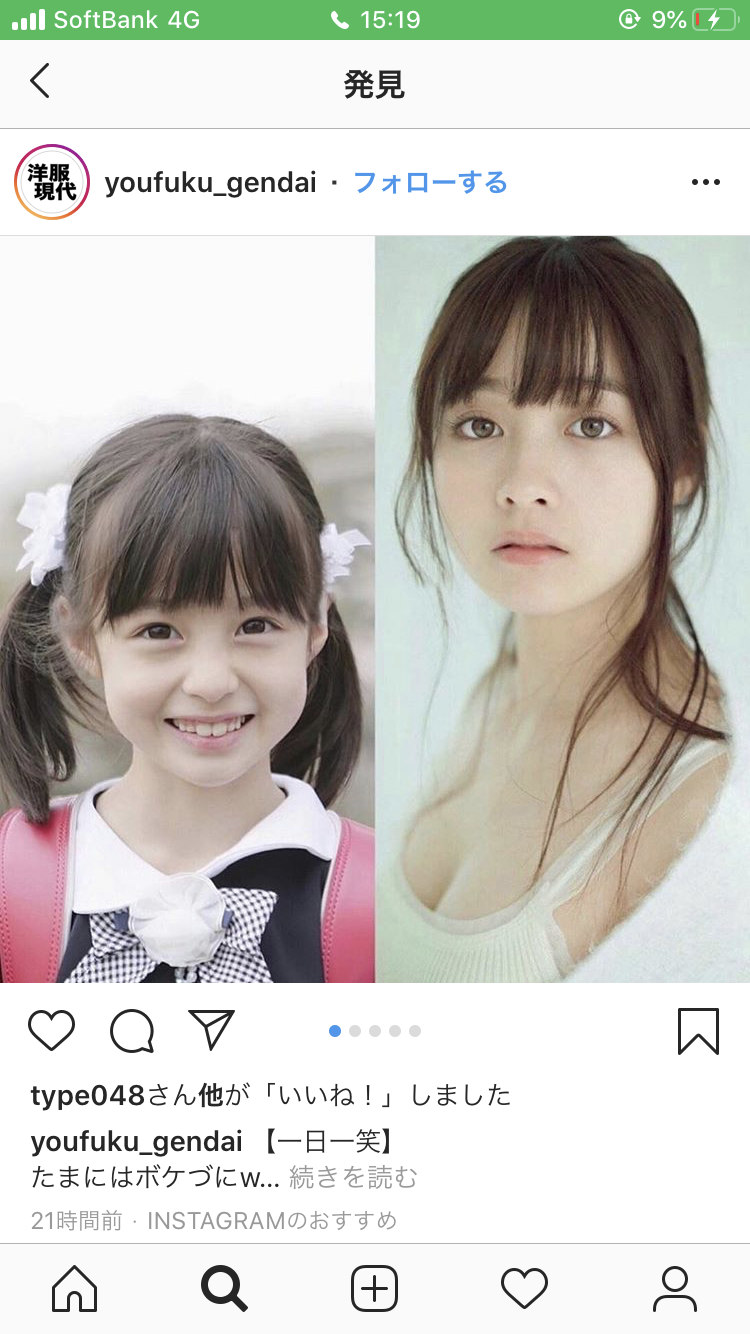 SoftBank 4G 15:19 9%
発見
洋服
現代
youfuku_gendai · フォローする
type048さん他が「いいね！」しました
youfuku_gendai 【一日一笑】
たまにはボケづにw... 続きを読む
21時間前 · INSTAGRAMのおすすめ